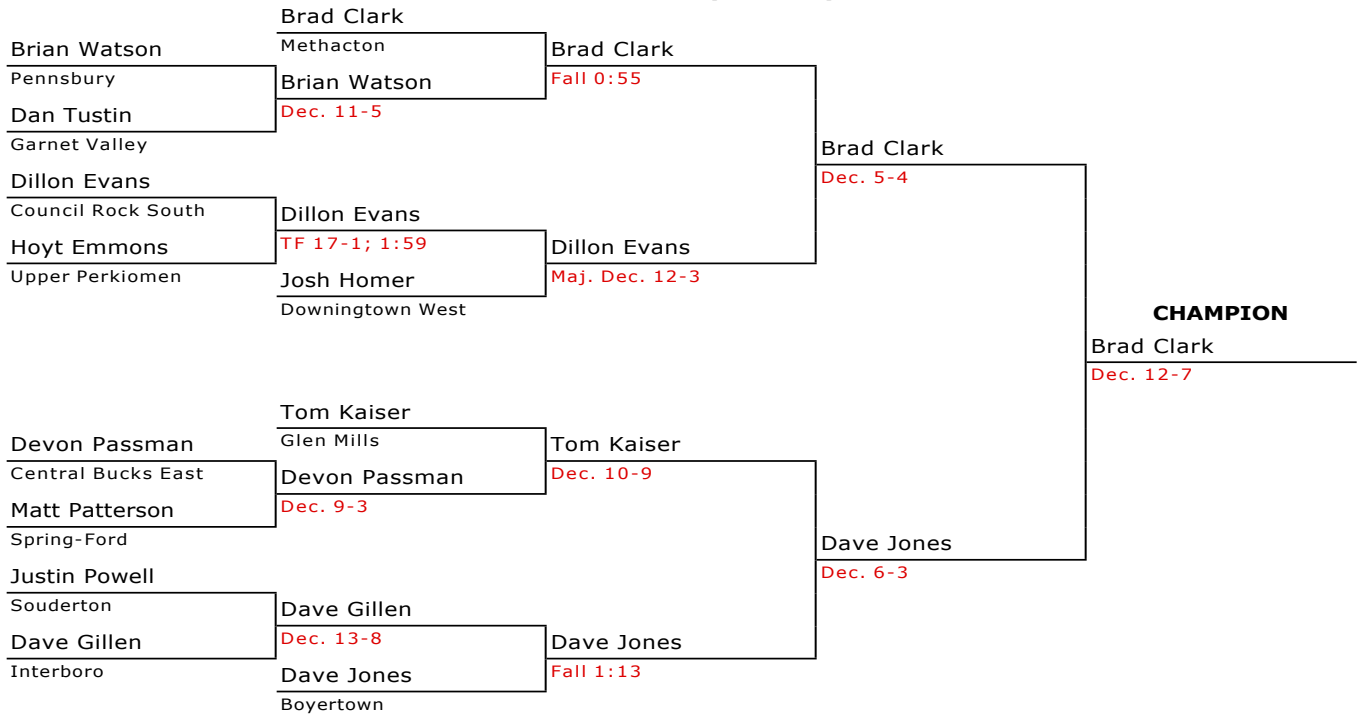 Brad Clark
Methacton
Brian Watson
Pennsbury
Brad Clark
Fall 0:55
Brian Watson
Dec. 11-5
Dan Tustin
Garnet Valley
Brad Clark
Dec. 5-4
Dillon Evans
Council Rock South
Dillon Evans
TF 17-1; 1:59
Hoyt Emmons
Upper Perkiomen
Dillon Evans
Maj. Dec. 12-3
Josh Homer
Downingtown West
CHAMPION
Brad Clark
Dec. 12-7
Tom Kaiser
Glen Mills
Devon Passman
Central Bucks East
Tom Kaiser
Dec. 10-9
Devon Passman
Dec. 9-3
Matt Patterson
Spring-Ford
Dave Jones
Dec. 6-3
Justin Powell
Souderton
Dave Gillen
Dec. 13-8
Dave Gillen
Interboro
Dave Jones
Fall 1:13
Dave Jones
Boyertown